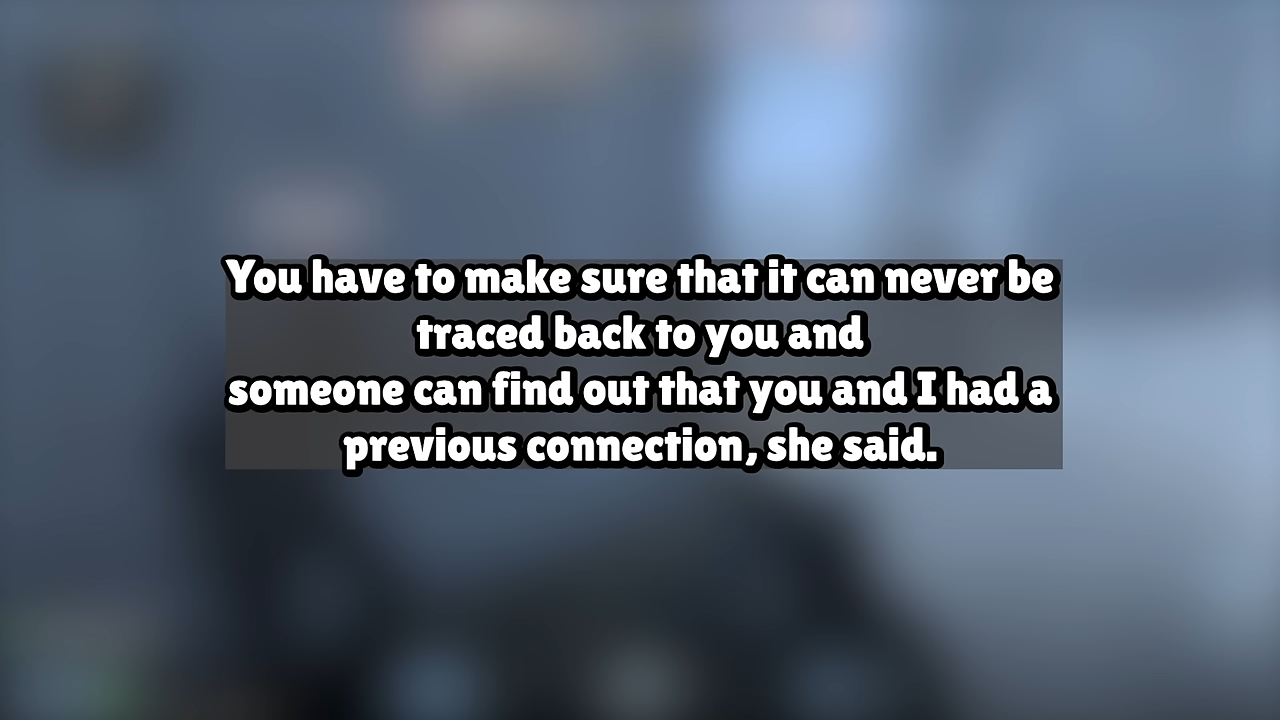 You have to make sure that it can never be
traced back to you and
someone can find out that you and I had a
previous connection, she said.